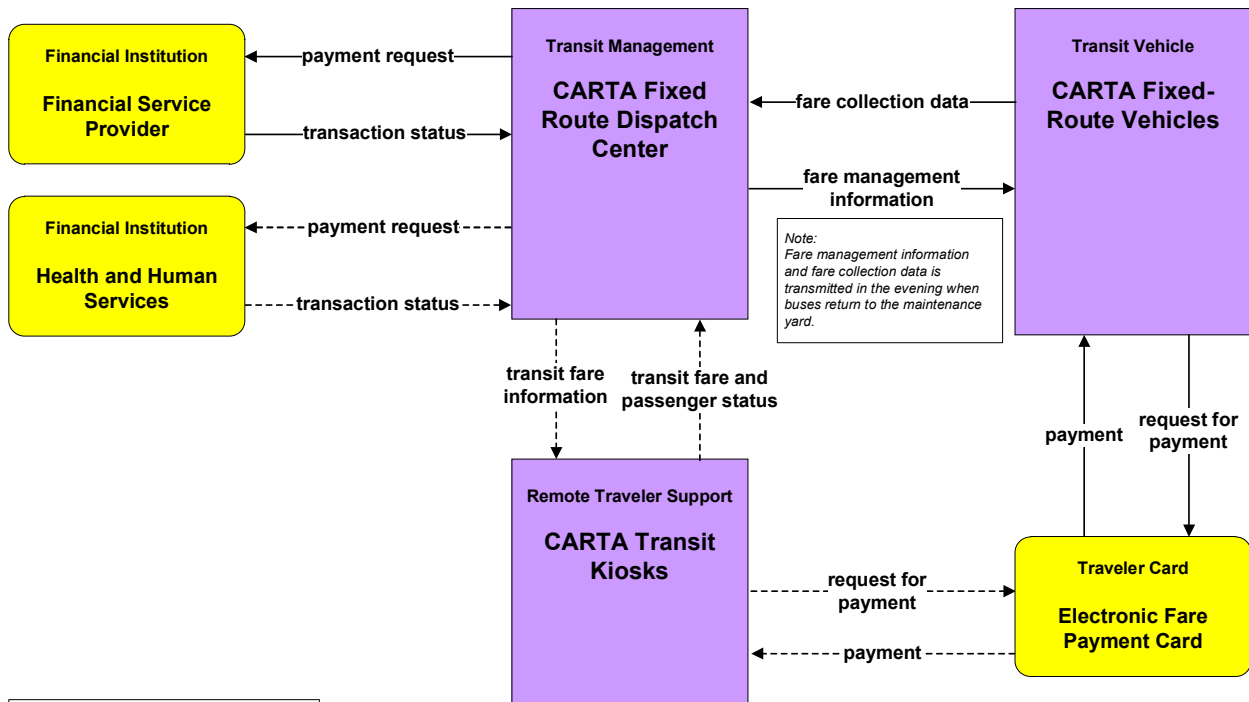 Financial Institution
Financial Service
Provider
payment request
transaction status
Transit Management
CARTA Fixed
Route Dispatch
Center
fare collection data
fare management
information
Transit Vehicle
CARTA Fixed-
Route Vehicles
Financial Institution
Health and Human
Services
payment request
transaction status
Note:
Fare management information
and fare collection data is
transmitted in the evening when
buses return to the maintenance
yard.
transit fare
information
transit fare and
passenger status
payment
request for
payment
Remote Traveler Support
CARTA Transit
Kiosks
request for
payment
payment
Traveler Card
Electronic Fare
Payment Card